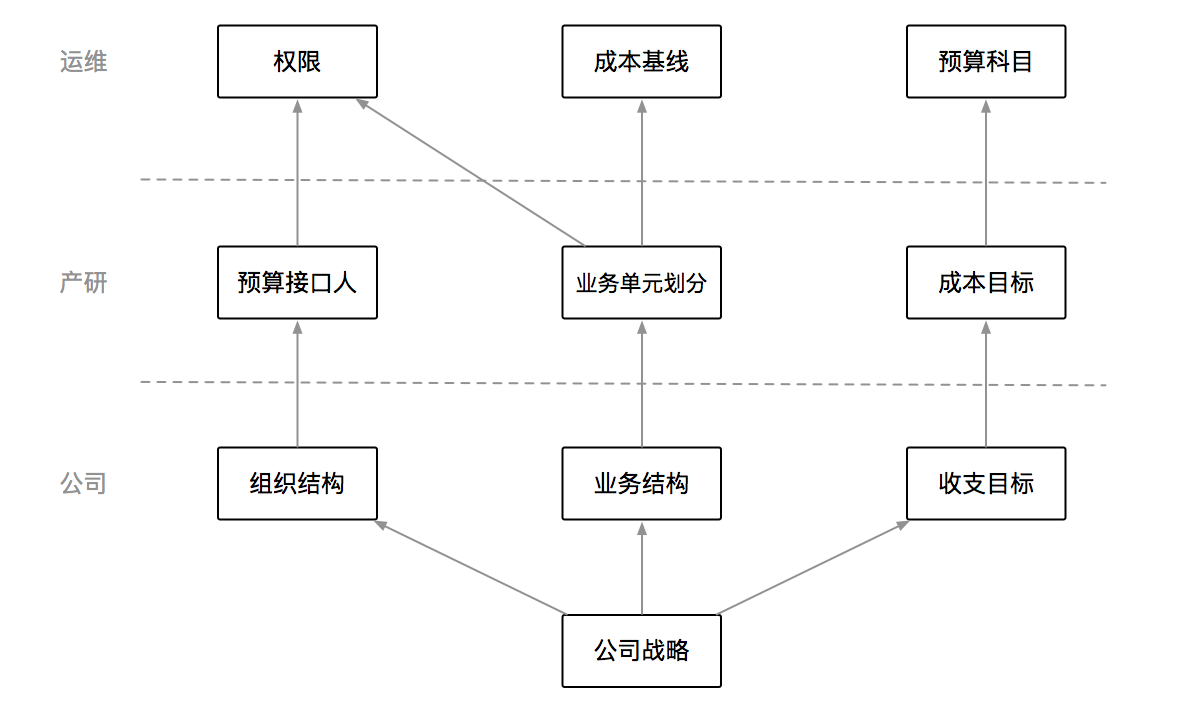 运维
权限
成本基线
预算科目
产研
预算接口人
业务单元划分
成本目标
公司
组织结构
业务结构
收支目标
公司战略